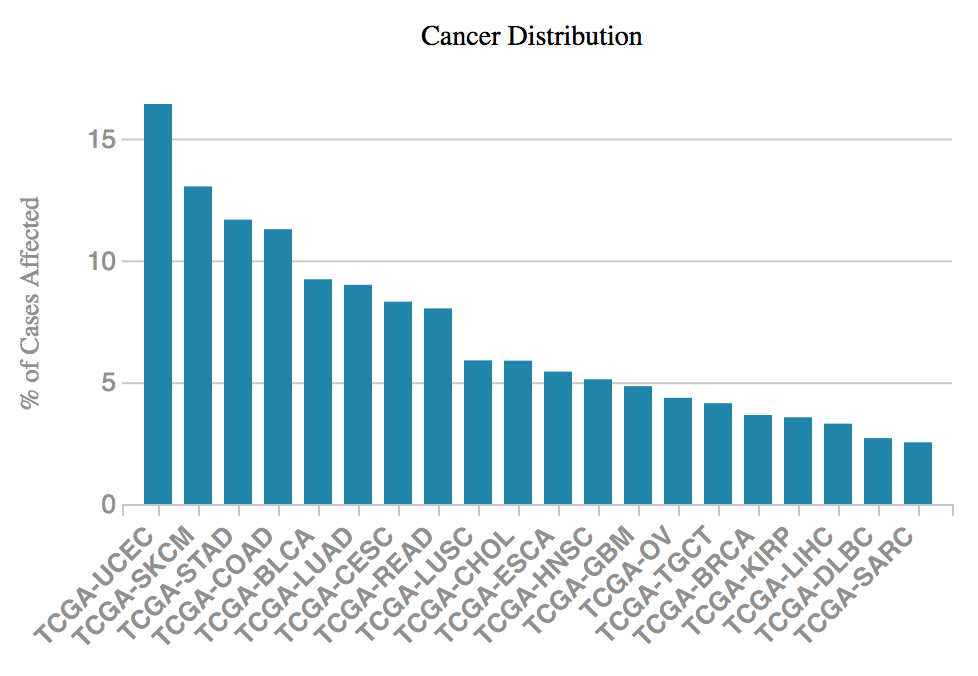 Cancer Distribution
% of Cases Affected
15
10
5
0
TCGA-UCEC
TCGA-SKCM
TCGA-STAD
TCGA-COAD
TCGA-BLCA
TCGA-LUAD
TCGA-CESC
TCGA-READ
TCGA-LUSC
TCGA-CHOL
TCGA-ESCA
TCGA-HNSC
TCGA-GBM
TCGA-OV
TCGA-TGCT
TCGA-BRCA
TCGA-KIRP
TCGA-LIHC
TCGA-DLBC
TCGA-SARC